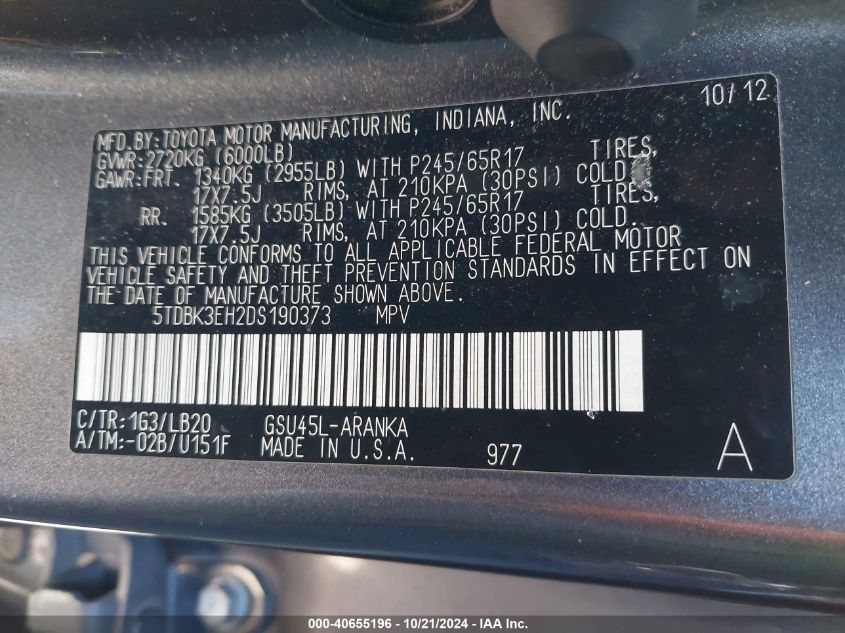 10/12
MFD.BY:TOYOTA MOTOR MANUFACTURING, INDIANA, INC.
GVWR:2720KG (6000LB)
GAWR:FRT. 1340KG (2955LB) WITH P245/65R17 TIRES,
17X7.5J RIMS, AT 210KPA (30PSI) COLD
RR. 1585KG (3505LB) WITH P245/65R17 TIRES,
17X7.5J RIMS, AT 210KPA (30PSI) COLD.
THIS VEHICLE CONFORMS TO ALL APPLICABLE FEDERAL MOTOR
VEHICLE SAFETY AND THEFT PREVENTION STANDARDS IN EFFECT ON
THE DATE OF MANUFACTURE SHOWN ABOVE.
5TDBK3EH2DS190373 MPV
C/TR:1G3/LB20 GSU45L-ARANKA
A/TM:-02B/U151F MADE IN U.S.A. 977 A
000-40655196 - 10/21/2024 - IAA Inc.